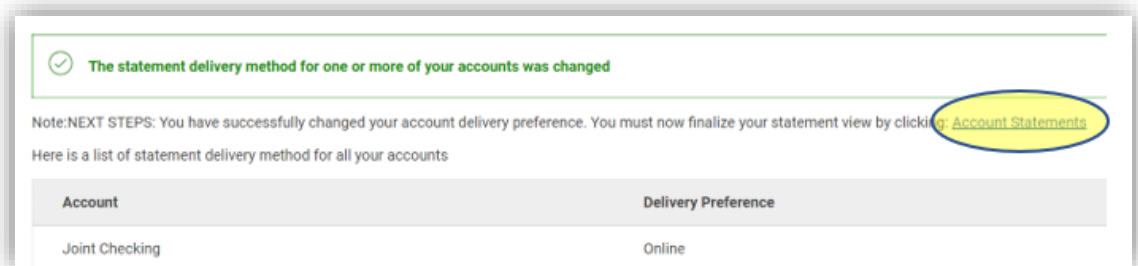 The statement delivery method for one or more of your accounts was changed
Note:NEXT STEPS: You have successfully changed your account delivery preference. You must now finalize your statement view by clicking: Account Statements
Here is a list of statement delivery method for all your accounts
Account Delivery Preference
Joint Checking Online